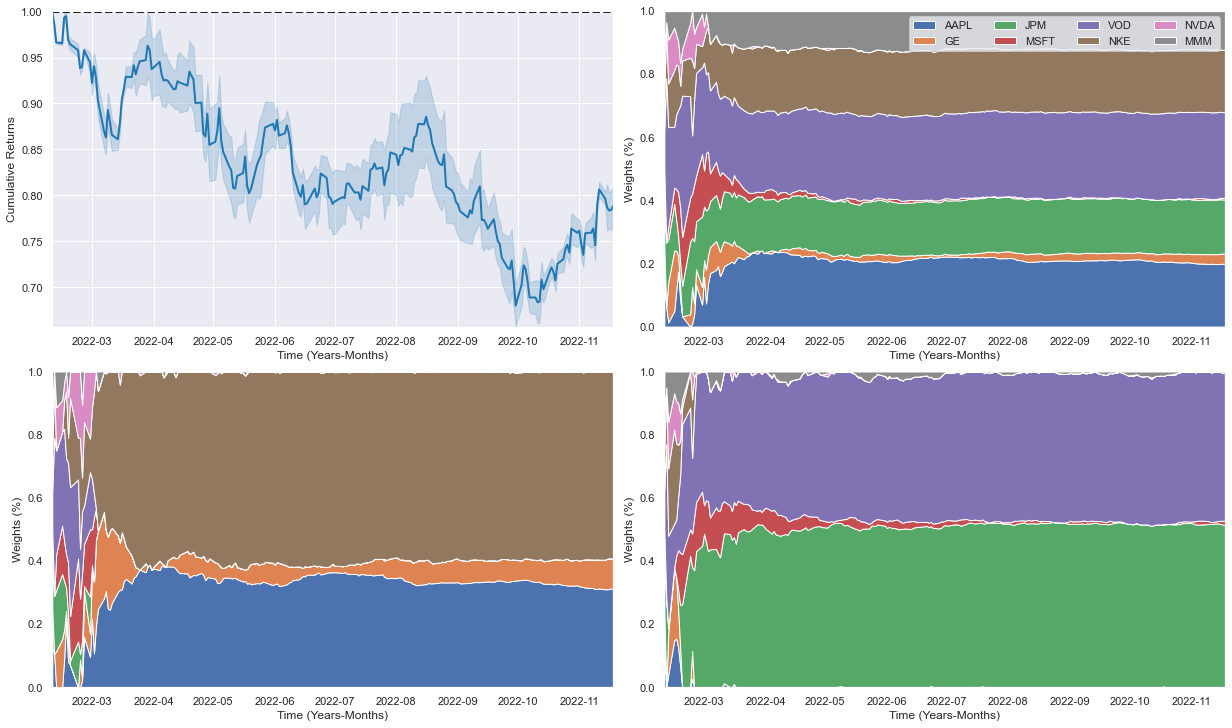 1.00
0.95
0.90
0.85
0.80
0.75
0.70
Cumulative Returns
2022-03 2022-04 2022-05 2022-06 2022-07 2022-08 2022-09 2022-10 2022-11
Time (Years-Months)
1.0
0.8
0.6
0.4
0.2
0.0
Weights (%)
AAPL JPM VOD NVDA
GE MSFT NKE MMM
2022-03 2022-04 2022-05 2022-06 2022-07 2022-08 2022-09 2022-10 2022-11
Time (Years-Months)
1.0
0.8
0.6
0.4
0.2
0.0
Weights (%)
2022-03 2022-04 2022-05 2022-06 2022-07 2022-08 2022-09 2022-10 2022-11
Time (Years-Months)
1.0
0.8
0.6
0.4
0.2
0.0
Weights (%)
2022-03 2022-04 2022-05 2022-06 2022-07 2022-08 2022-09 2022-10 2022-11
Time (Years-Months)